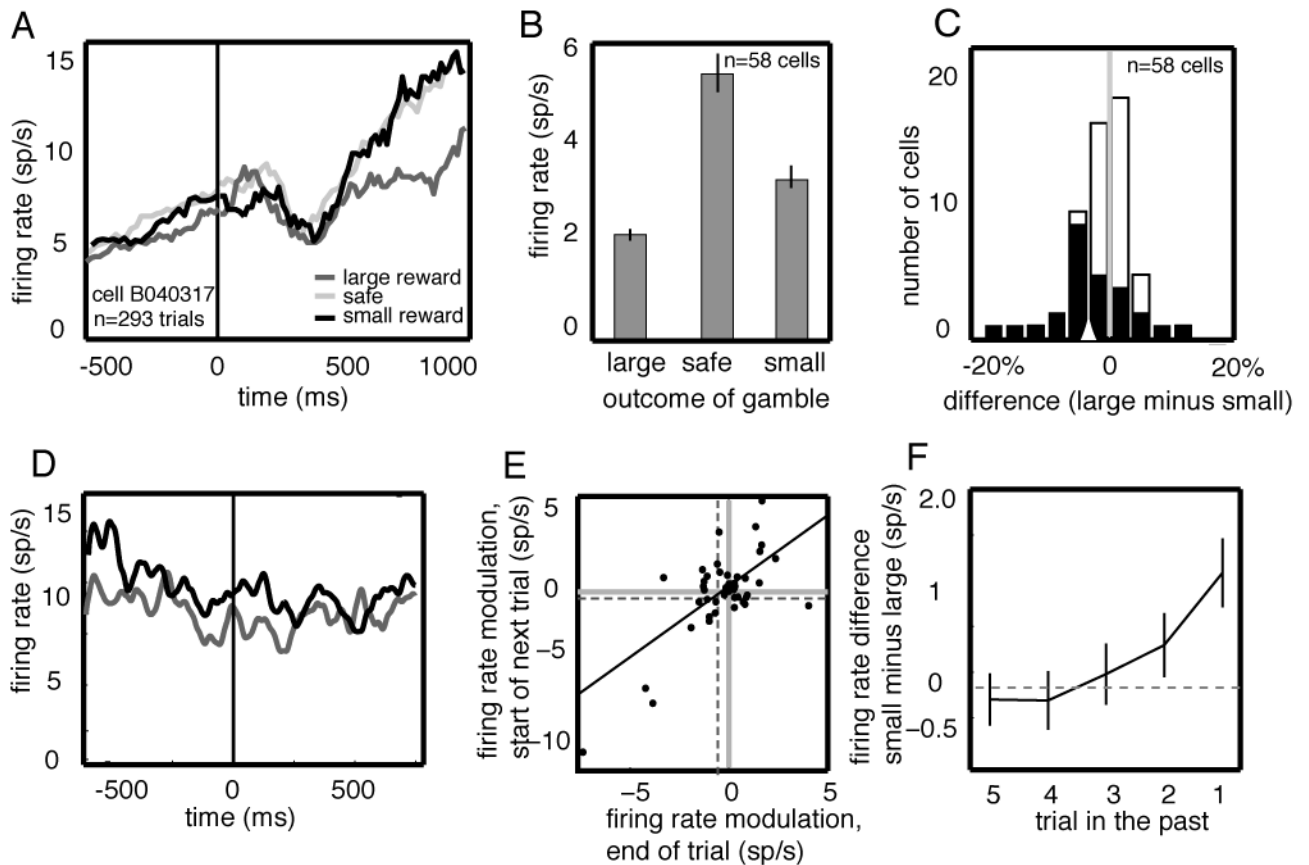 A
firing rate (sp/s)
15
10
5
0
cell B040317
n=293 trials
large reward
safe
small reward
-500
0
500
1000
time (ms)
B
firing rate (sp/s)
6
4
2
0
n=58 cells
large
safe
small
outcome of gamble
C
number of cells
20
10
0
n=58 cells
-20%
0
20%
difference (large minus small)
D
firing rate (sp/s)
15
10
5
0
-500
0
500
time (ms)
E
firing rate modulation,
start of next trial (sp/s)
5
0
−5
−10
−5
0
5
firing rate modulation,
end of trial (sp/s)
F
firing rate difference
small minus large (sp/s)
2.0
1
0
−0.5
5
4
3
2
1
trial in the past